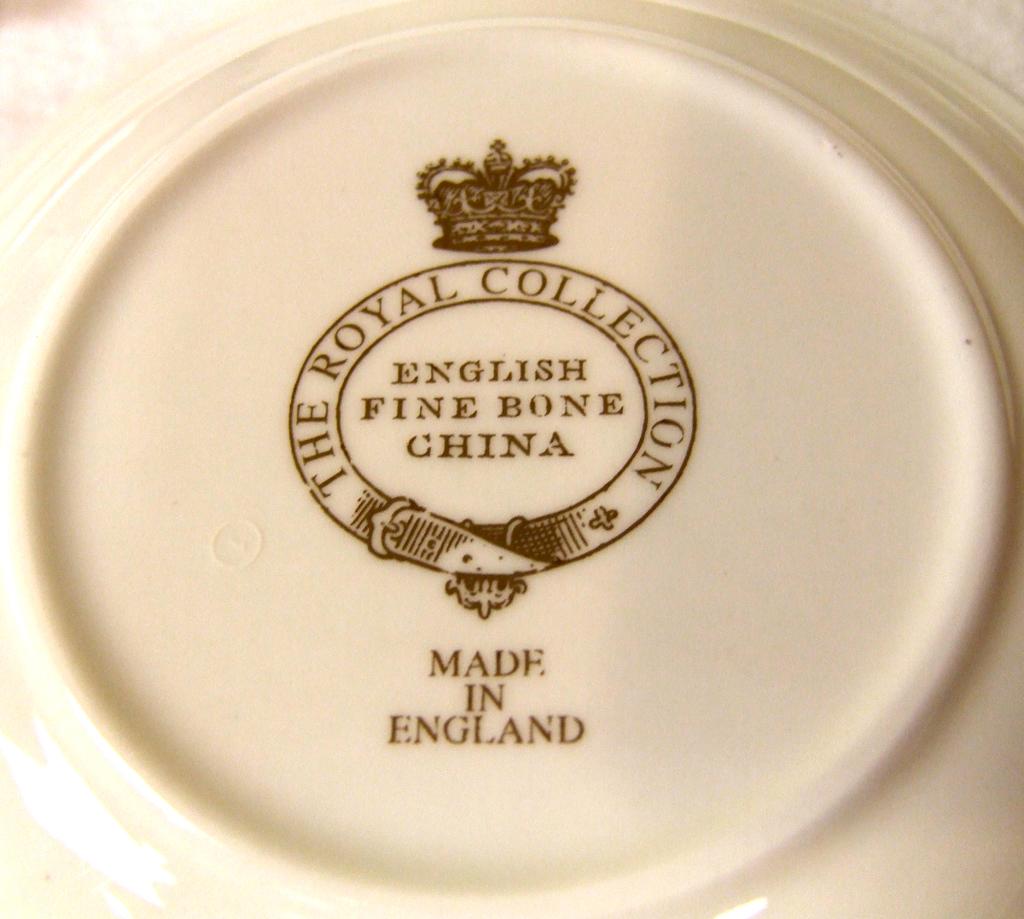 THE ROYAL COLLECTION
ENGLISH
FINE BONE
CHINA
MADE
IN
ENGLAND